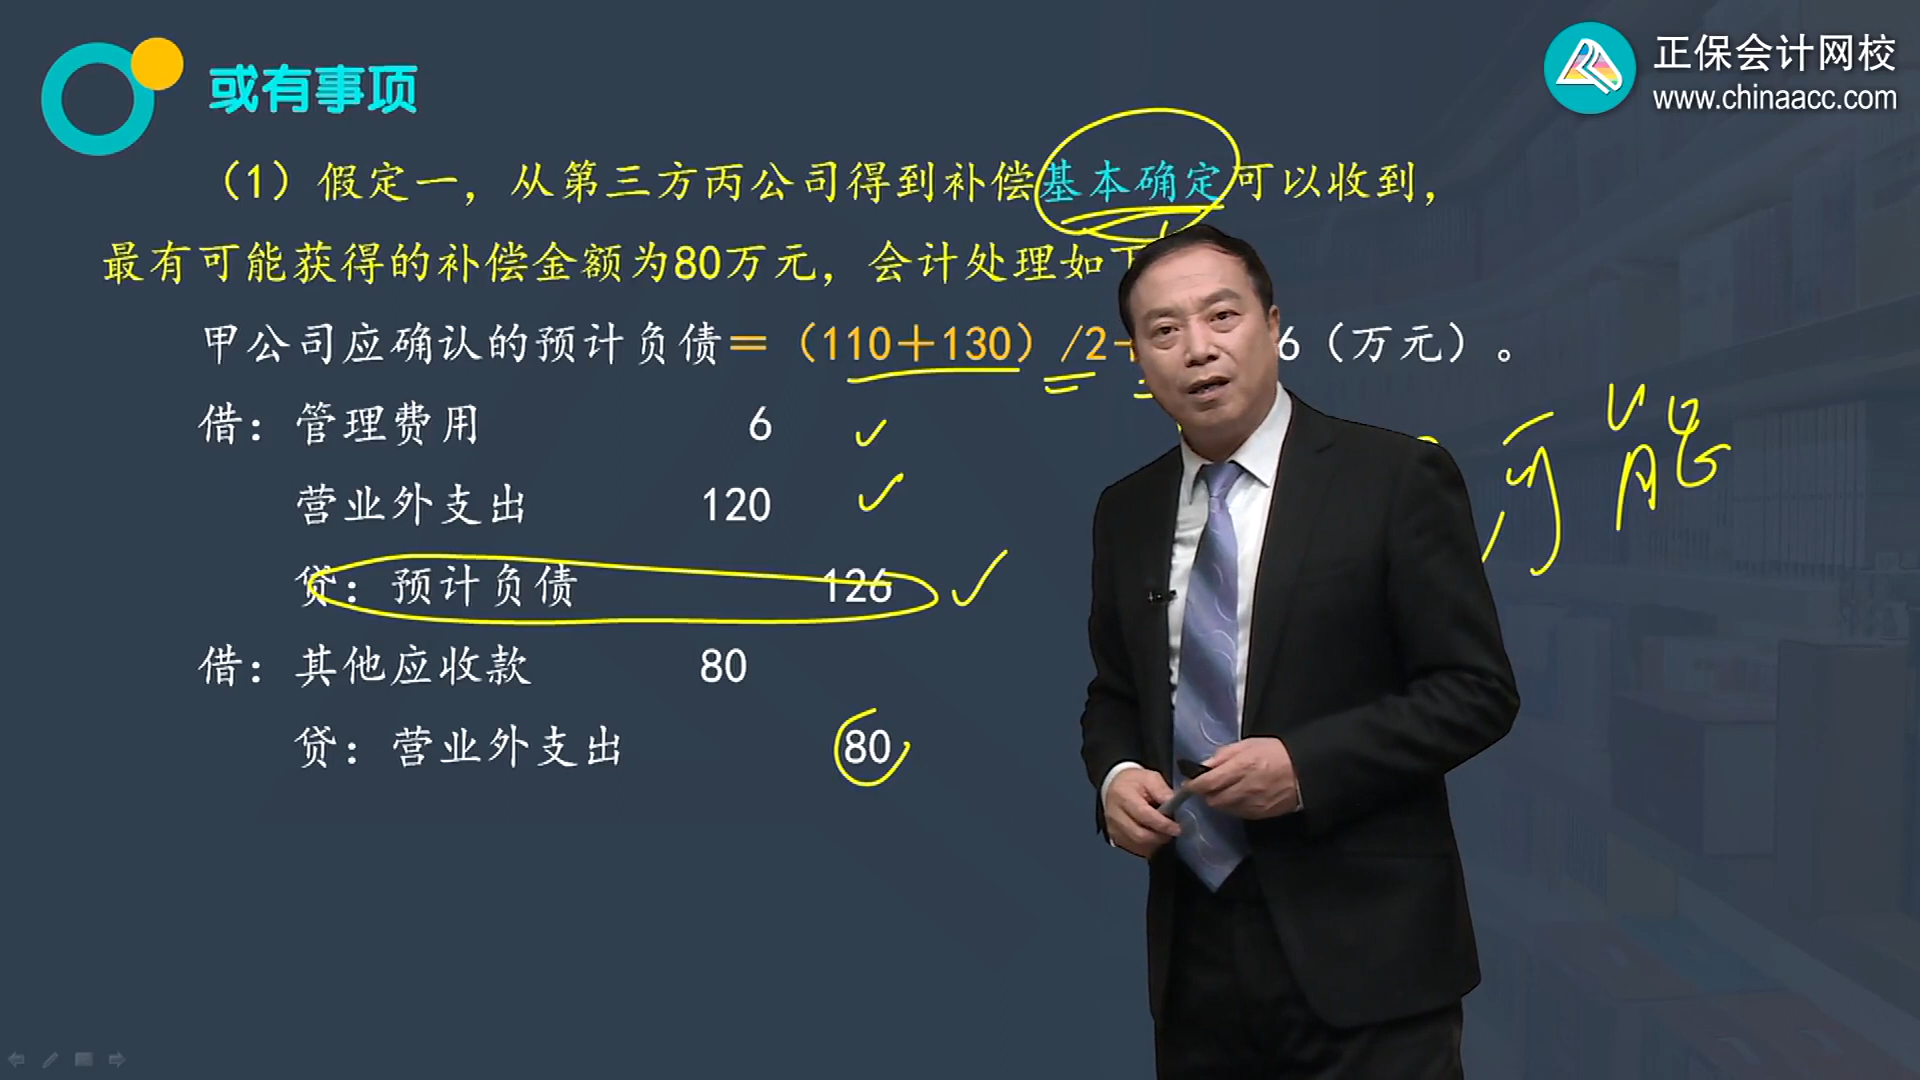 正保会计网校
www.chinaacc.com
或有事项
（1）假定一，从第三方丙公司得到补偿基本确定可以收到，
最有可能获得的补偿金额为80万元，会计处理如下
甲公司应确认的预计负债＝（110＋130）/2 6（万元）。
借：管理费用 6
营业外支出 120
贷：预计负债 126
借：其他应收款 80
贷：营业外支出 80
可能